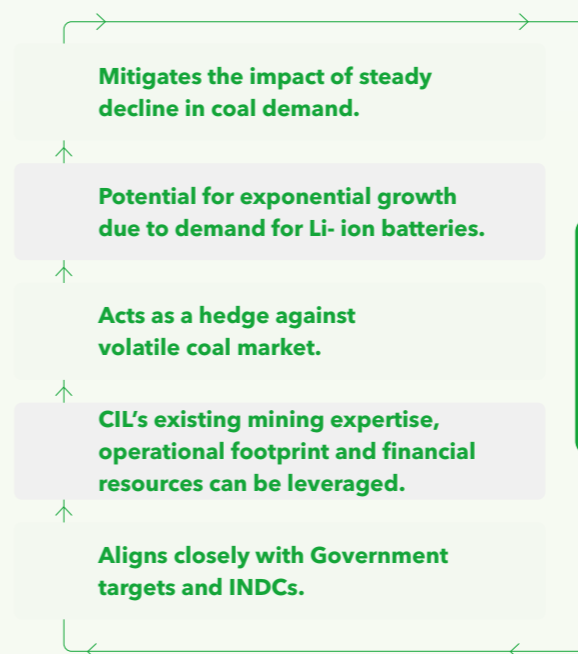 Mitigates the impact of steady
decline in coal demand.
Potential for exponential growth
due to demand for Li- ion batteries.
Acts as a hedge against
volatile coal market.
CIL’s existing mining expertise,
operational footprint and financial
resources can be leveraged.
Aligns closely with Government
targets and INDCs.